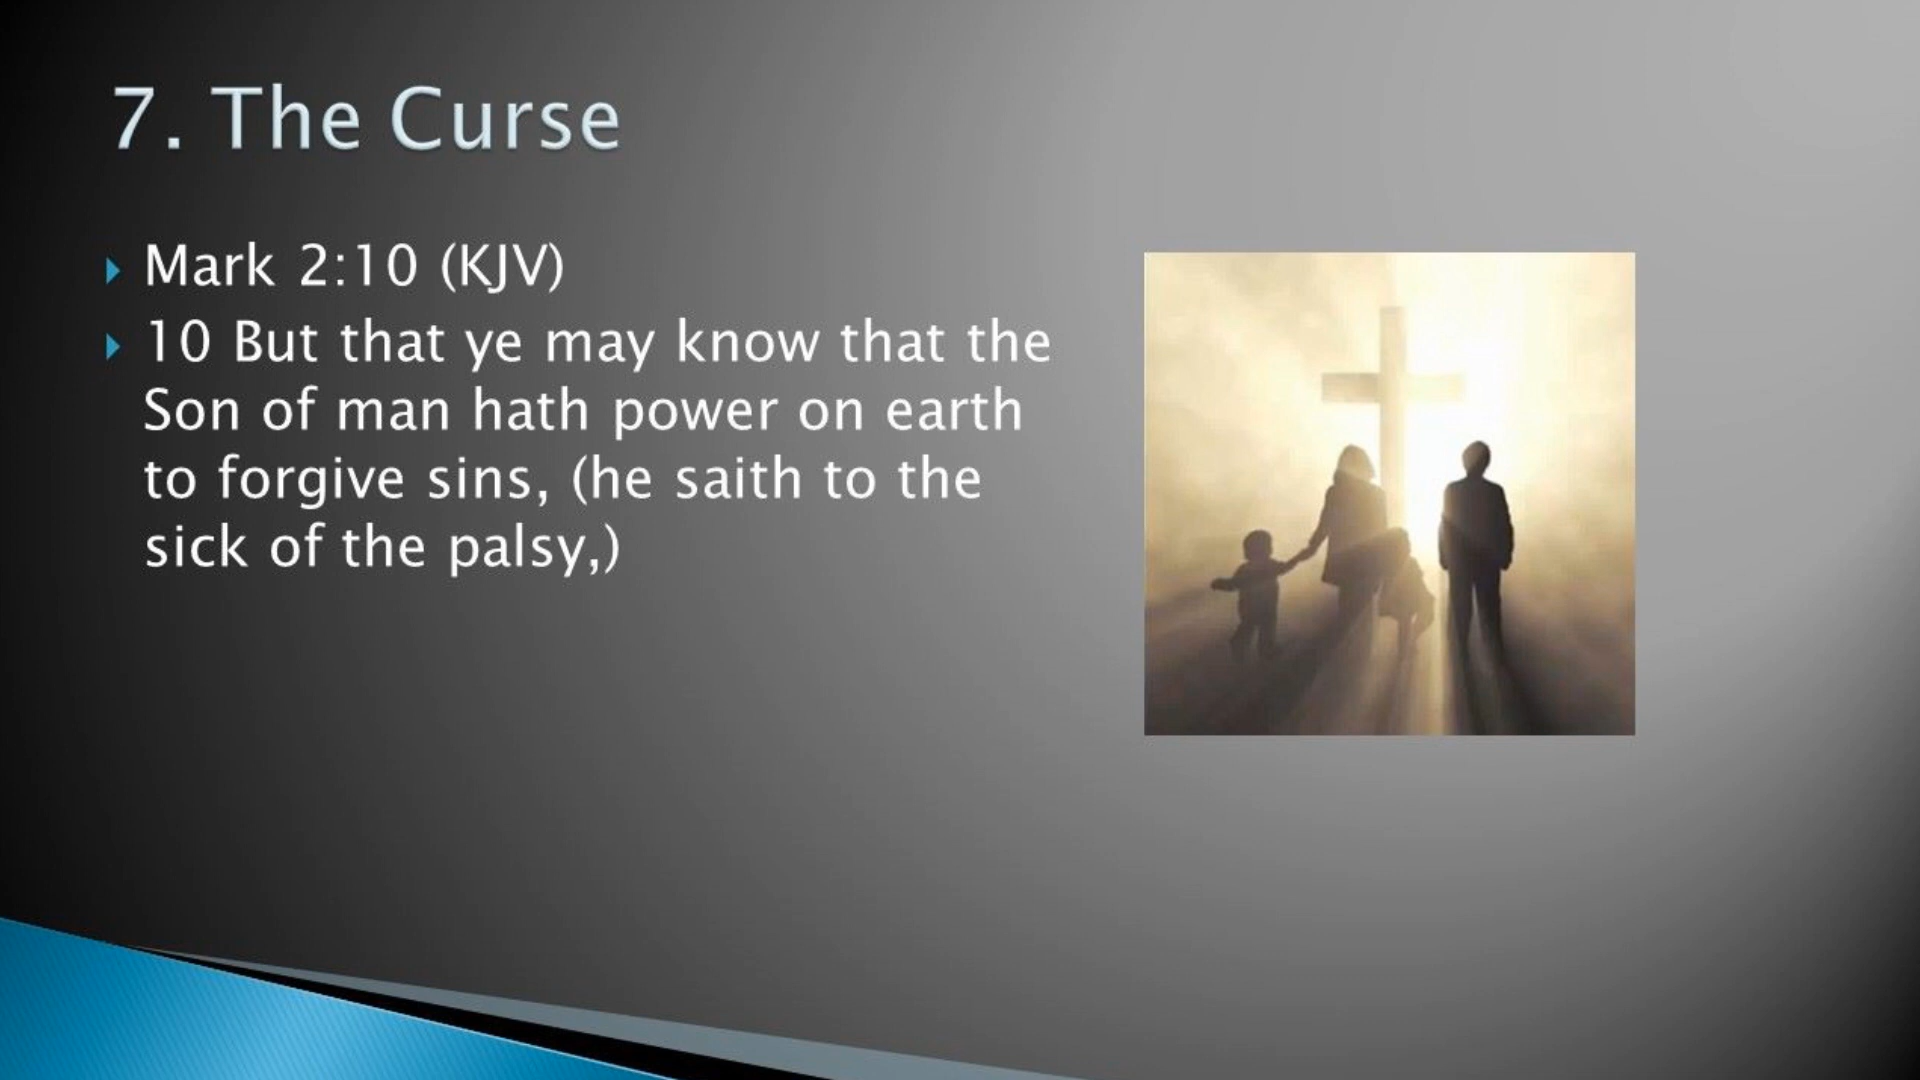 7. The Curse
Mark 2:10 (KJV)
10 But that ye may know that the
Son of man hath power on earth
to forgive sins, (he saith to the
sick of the palsy,)